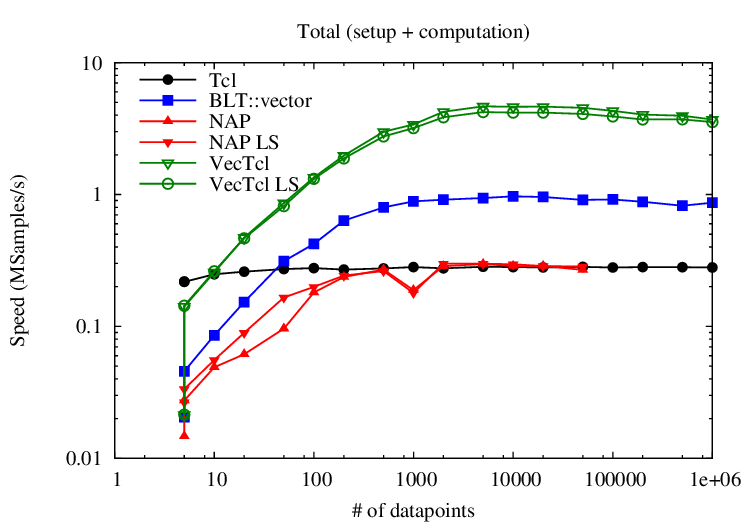 Total (setup + computation)
Tcl
BLT::vector
NAP
NAP LS
VecTcl
VecTcl LS
10
1
0.1
0.01
Speed (MSamples/s)
1 10 100 1000 10000 100000 1e+06
# of datapoints